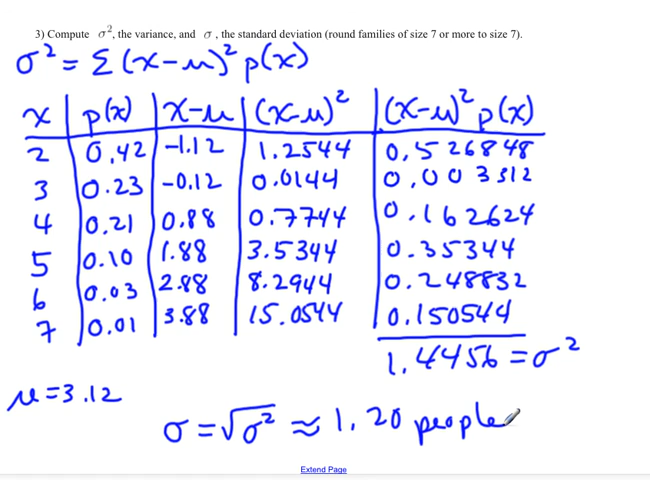 3) Compute σ², the variance, and σ, the standard deviation (round families of size 7 or more to size 7).
σ² = Σ(x-μ)² p(x)
x | p(x) | x-μ | (x-μ)² | (x-μ)² p(x)
2 | 0.42 | -1.12 | 1.2544 | 0.526848
3 | 0.23 | -0.12 | 0.0144 | 0.003312
4 | 0.21 | 0.88 | 0.7744 | 0.162624
5 | 0.10 | 1.88 | 3.5344 | 0.35344
6 | 0.03 | 2.88 | 8.2944 | 0.248832
7 | 0.01 | 3.88 | 15.0544 | 0.150544
1.4456 = σ²
μ = 3.12
σ = √σ² ≈ 1.20 people
Extend Page